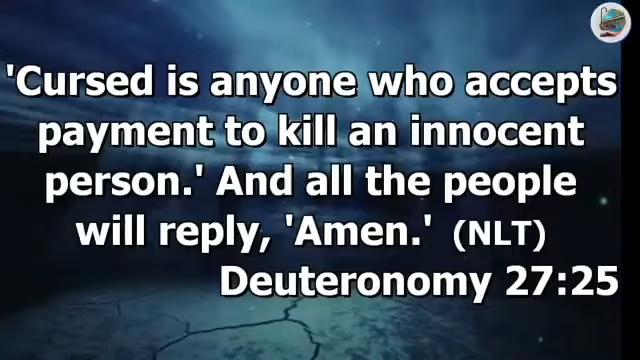 'Cursed is anyone who accepts
payment to kill an innocent
person.' And all the people
will reply, 'Amen.' (NLT)
Deuteronomy 27:25